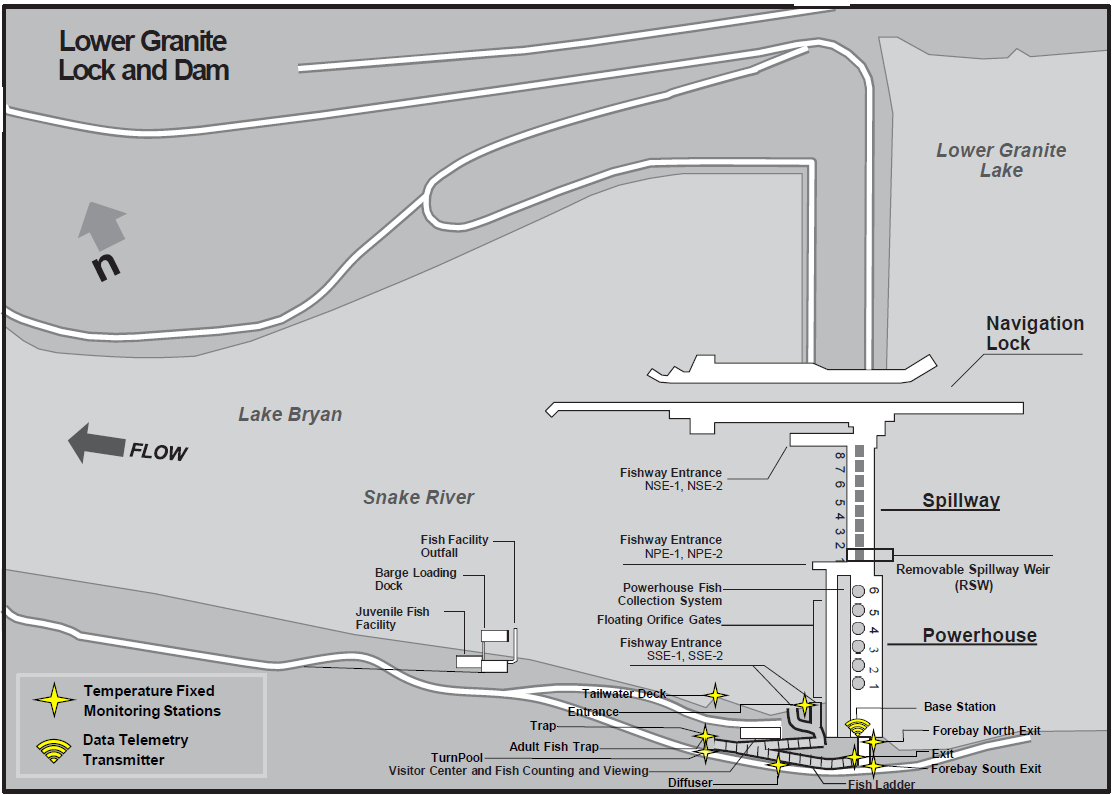 Lower Granite
Lock and Dam
Lower Granite
Lake
n
Navigation
Lock
Lake Bryan
FLOW
Snake River
Fishway Entrance
NSE-1, NSE-2
8
7
6
5
4
3
2
1
Spillway
Fish Facility
Outfall
Fishway Entrance
NPE-1, NPE-2
Removable Spillway Weir
(RSW)
Barge Loading
Dock
Powerhouse Fish
Collection System
Juvenile Fish
Facility
Floating Orifice Gates
6
5
4
3
2
1
Powerhouse
Fishway Entrance
SSE-1, SSE-2
Temperature Fixed
Monitoring Stations
Data Telemetry
Transmitter
Tailwater Deck
Entrance
Base Station
Trap
Forebay North Exit
Adult Fish Trap
Exit
TurnPool
Visitor Center and Fish Counting and Viewing
Forebay South Exit
Diffuser
Fish Ladder